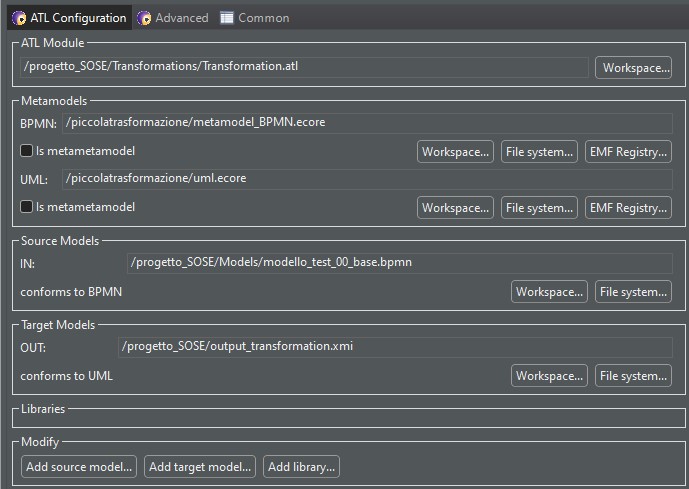 ATL Configuration Advanced Common
ATL Module
/progetto_SOSE/Transformations/Transformation.atl Workspace...
Metamodels
BPMN: /piccolatrasformazione/metamodel_BPMN.ecore
Is metametamodel Workspace... File system... EMF Registry...
UML: /piccolatrasformazione/uml.ecore
Is metametamodel Workspace... File system... EMF Registry...
Source Models
IN: /progetto_SOSE/Models/modello_test_00_base.bpmn
conforms to BPMN Workspace... File system...
Target Models
OUT: /progetto_SOSE/output_transformation.xmi
conforms to UML Workspace... File system...
Libraries
Modify
Add source model... Add target model... Add library...